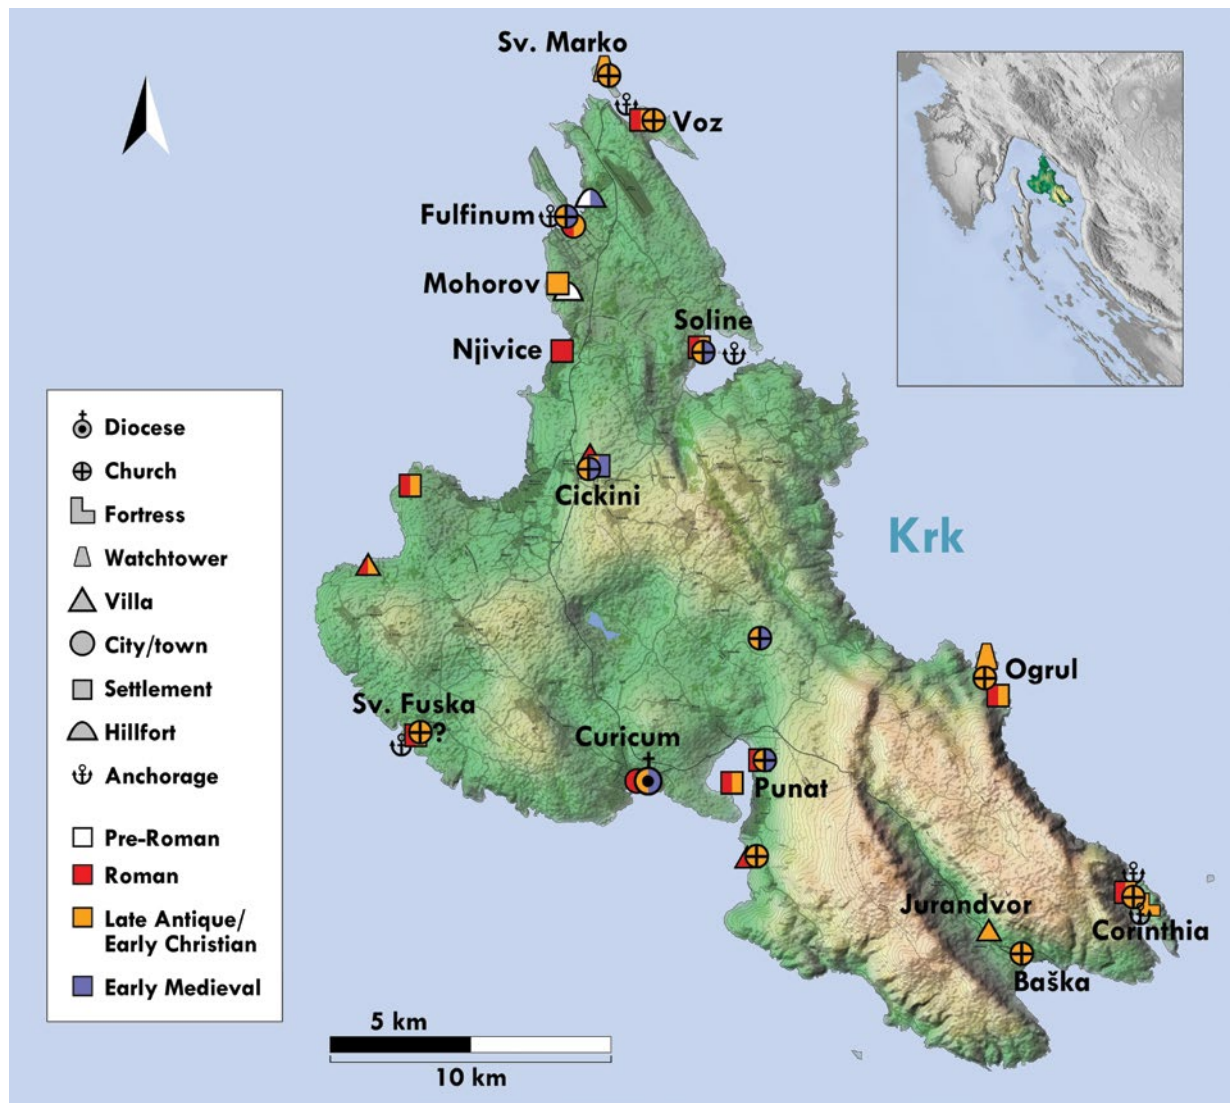 Sv. Marko
Voz
Fulfinum
Mohorov
Soline
Njivice
Cickini
Krk
Ogrul
Sv. Fuska
?
Curicum
Punat
Jurandvor
Corinthia
Baška
Diocese
Church
Fortress
Watchtower
Villa
City/town
Settlement
Hillfort
Anchorage
Pre-Roman
Roman
Late Antique/
Early Christian
Early Medieval
5 km
10 km